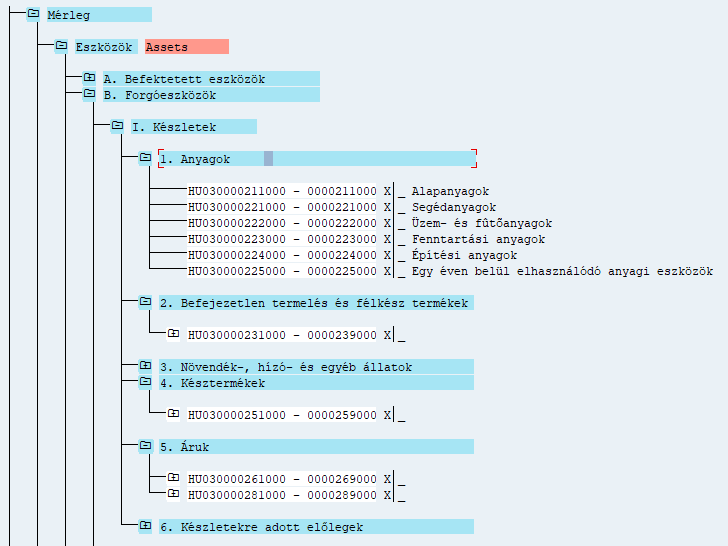 Mérleg
Eszközök Assets
A. Befektetett eszközök
B. Forgóeszközök
I. Készletek
1. Anyagok
HU030000211000 - 0000211000 X _ Alapanyagok
HU030000221000 - 0000221000 X _ Segédanyagok
HU030000222000 - 0000222000 X _ Üzem- és fűtőanyagok
HU030000223000 - 0000223000 X _ Fenntartási anyagok
HU030000224000 - 0000224000 X _ Építési anyagok
HU030000225000 - 0000225000 X _ Egy éven belül elhasználódó anyagi eszközök
2. Befejezetlen termelés és félkész termékek
HU030000231000 - 0000239000 X _
3. Növendék-, hízó- és egyéb állatok
4. Késztermékek
HU030000251000 - 0000259000 X _
5. Áruk
HU030000261000 - 0000269000 X _
HU030000281000 - 0000289000 X _
6. Készletekre adott előlegek